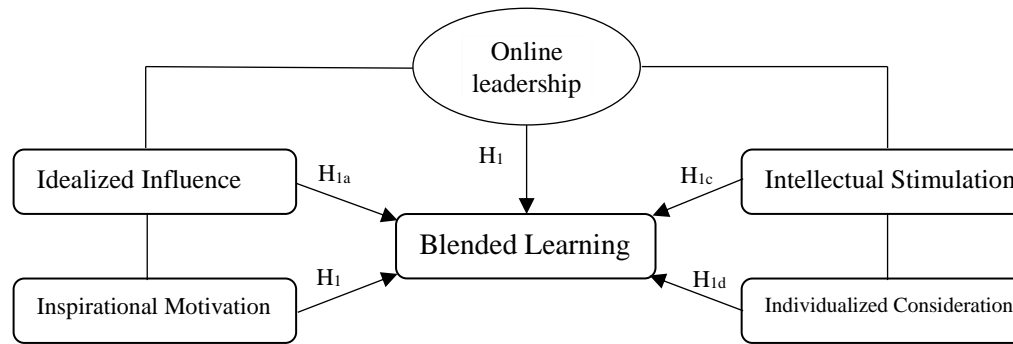 Online
leadership
H1
Idealized Influence
H1a
H1c
Intellectual Stimulation
Blended Learning
Inspirational Motivation
H1
H1d
Individualized Consideration